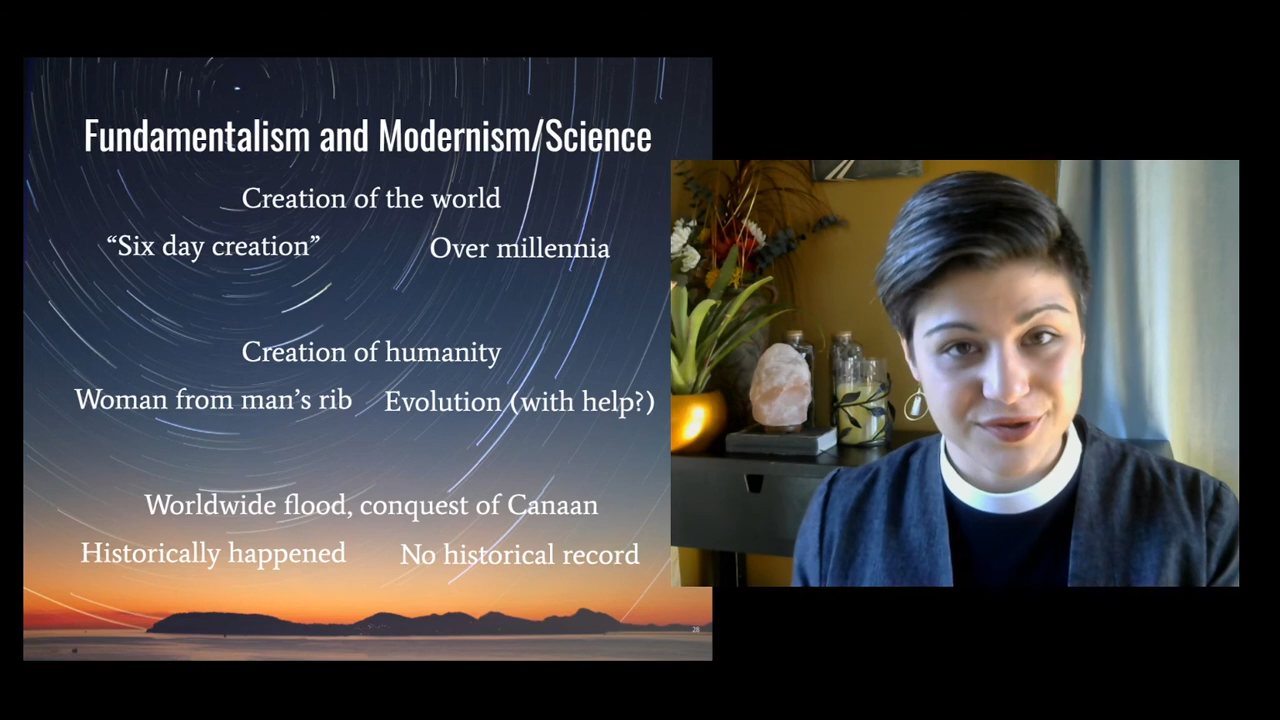 Fundamentalism and Modernism/Science
Creation of the world
“Six day creation” Over millennia
Creation of humanity
Woman from man’s rib Evolution (with help?)
Worldwide flood, conquest of Canaan
Historically happened No historical record
28